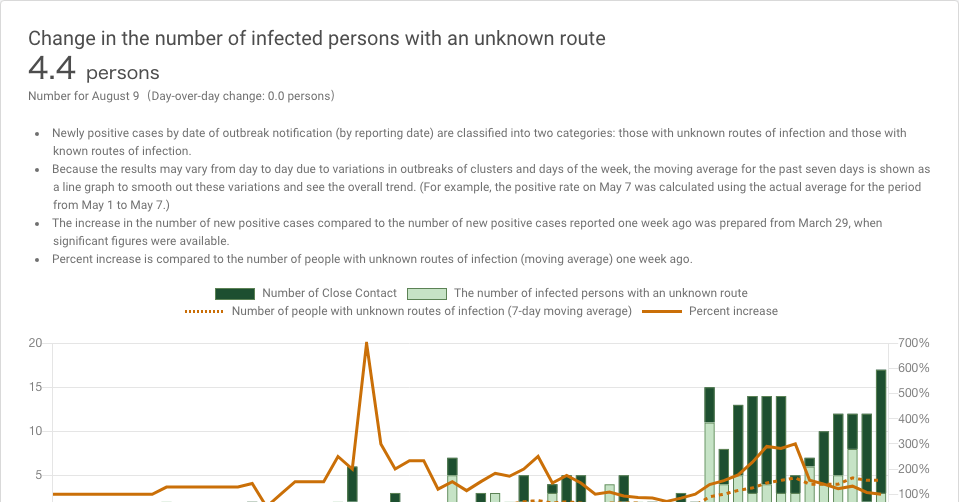 Change in the number of infected persons with an unknown route
4.4 persons
Number for August 9（Day-over-day change: 0.0 persons）
Newly positive cases by date of outbreak notification (by reporting date) are classified into two categories: those with unknown routes of infection and those with
known routes of infection.
Because the results may vary from day to day due to variations in outbreaks of clusters and days of the week, the moving average for the past seven days is shown as
a line graph to smooth out these variations and see the overall trend. (For example, the positive rate on May 7 was calculated using the actual average for the period
from May 1 to May 7.)
The increase in the number of new positive cases compared to the number of new positive cases reported one week ago was prepared from March 29, when
significant figures were available.
Percent increase is compared to the number of people with unknown routes of infection (moving average) one week ago.
Number of Close Contact The number of infected persons with an unknown route
Number of people with unknown routes of infection (7-day moving average) Percent increase
20 700%
600%
15 500%
400%
10 300%
5 200%
100%